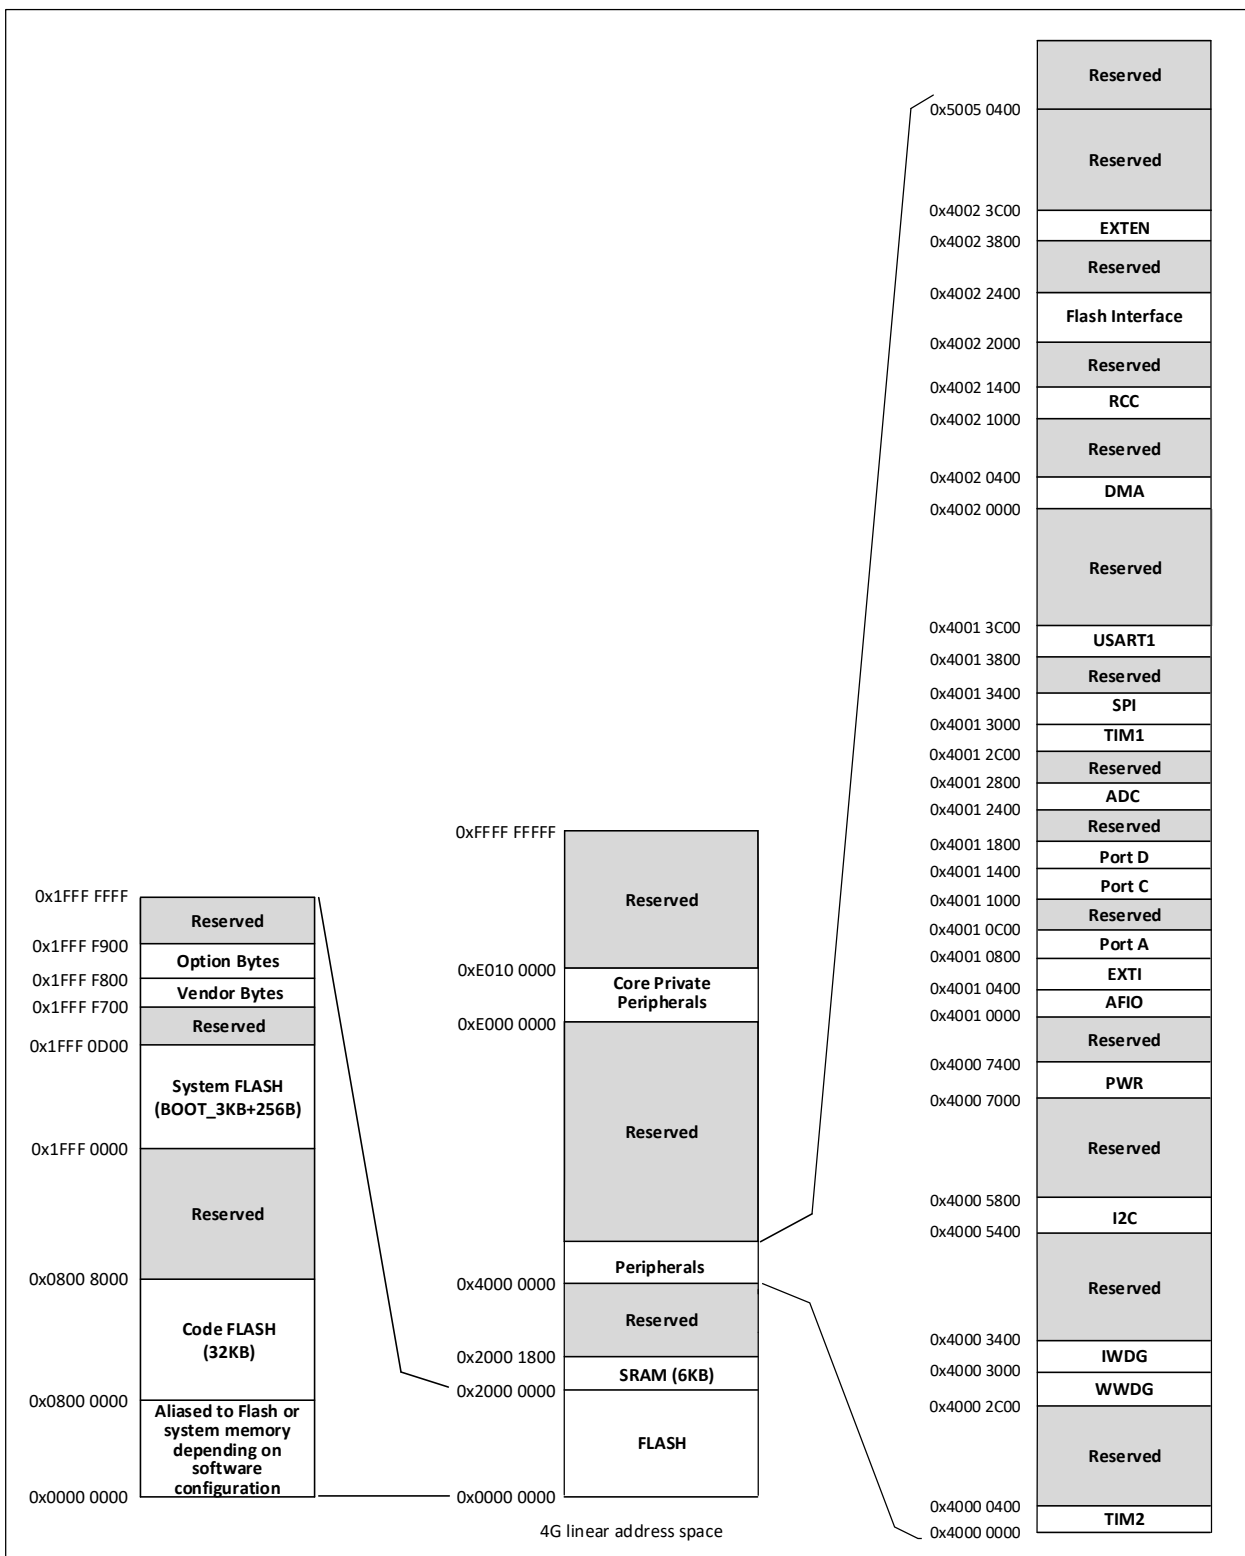 0x1FFF FFFF
Reserved
0x1FFF F900
Option Bytes
0x1FFF F800
Vendor Bytes
0x1FFF F700
Reserved
0x1FFF 0D00
System FLASH
(BOOT_3KB+256B)
0x1FFF 0000
Reserved
0x0800 8000
Code FLASH
(32KB)
0x0800 0000
Aliased to Flash or
system memory
depending on
software
configuration
0x0000 0000
0xFFFF FFFFF
Reserved
0xE010 0000
Core Private
Peripherals
0xE000 0000
Reserved
Peripherals
0x4000 0000
Reserved
0x2000 1800
SRAM (6KB)
0x2000 0000
FLASH
0x0000 0000
4G linear address space
Reserved
0x5005 0400
Reserved
0x4002 3C00
EXTEN
0x4002 3800
Reserved
0x4002 2400
Flash Interface
0x4002 2000
Reserved
0x4002 1400
RCC
0x4002 1000
Reserved
0x4002 0400
DMA
0x4002 0000
Reserved
0x4001 3C00
USART1
0x4001 3800
Reserved
0x4001 3400
SPI
0x4001 3000
TIM1
0x4001 2C00
Reserved
0x4001 2800
ADC
0x4001 2400
Reserved
0x4001 1800
Port D
0x4001 1400
Port C
0x4001 1000
Reserved
0x4001 0C00
Port A
0x4001 0800
EXTI
0x4001 0400
AFIO
0x4001 0000
Reserved
0x4000 7400
PWR
0x4000 7000
Reserved
0x4000 5800
I2C
0x4000 5400
Reserved
0x4000 3400
IWDG
0x4000 3000
WWDG
0x4000 2C00
Reserved
0x4000 0400
TIM2
0x4000 0000